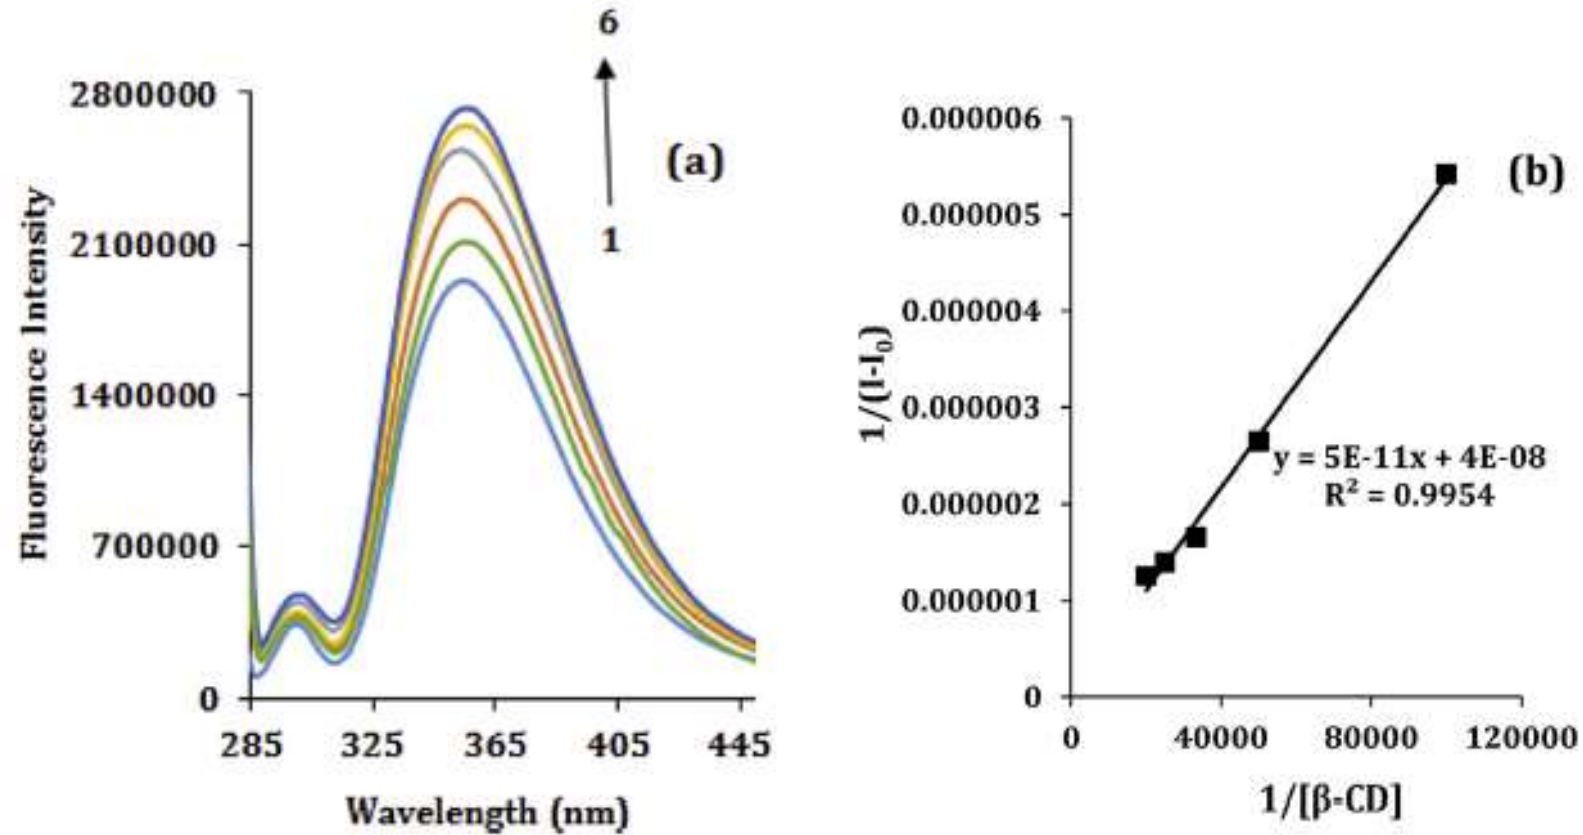 6
1
(a)
2800000
2100000
1400000
700000
0
Fluorescence Intensity
285 325 365 405 445
Wavelength (nm)
(b)
0.000006
0.000005
0.000004
0.000003
0.000002
0.000001
0
1/(I-I₀)
y = 5E-11x + 4E-08
R² = 0.9954
0 40000 80000 120000
1/[β-CD]